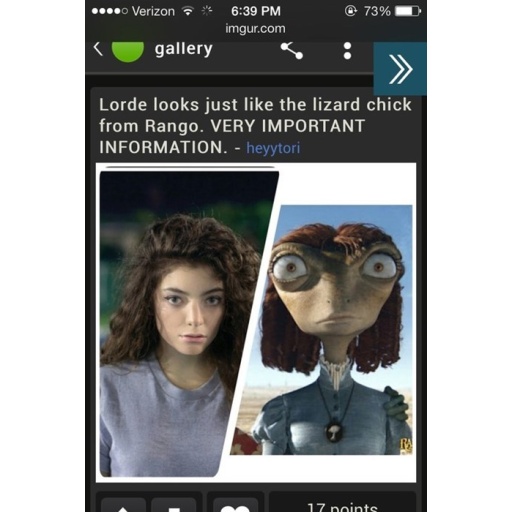 Verizon 6:39 PM 73%
imgur.com
gallery
Lorde looks just like the lizard chick
from Rango. VERY IMPORTANT
INFORMATION. - heyytori
17 points